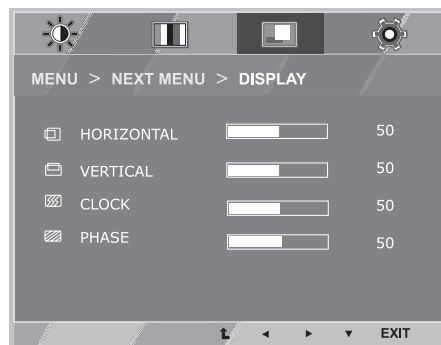 MENU > NEXT MENU > DISPLAY
HORIZONTAL 50
VERTICAL 50
CLOCK 50
PHASE 50
EXIT